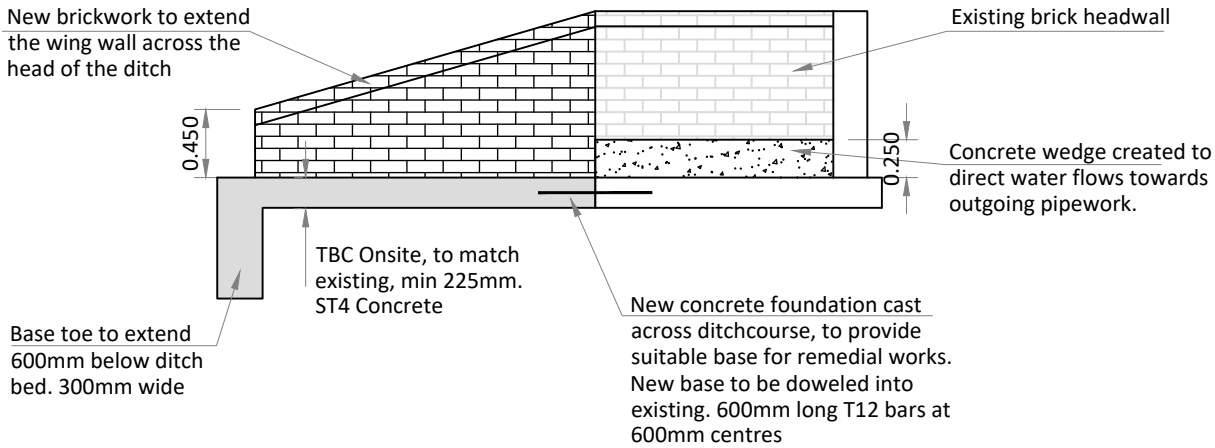 New brickwork to extend
the wing wall across the
head of the ditch
Existing brick headwall
0.450
0.250
Concrete wedge created to
direct water flows towards
outgoing pipework.
TBC Onsite, to match
existing, min 225mm.
ST4 Concrete
Base toe to extend
600mm below ditch
bed. 300mm wide
New concrete foundation cast
across ditchcourse, to provide
suitable base for remedial works.
New base to be doweled into
existing. 600mm long T12 bars at
600mm centres